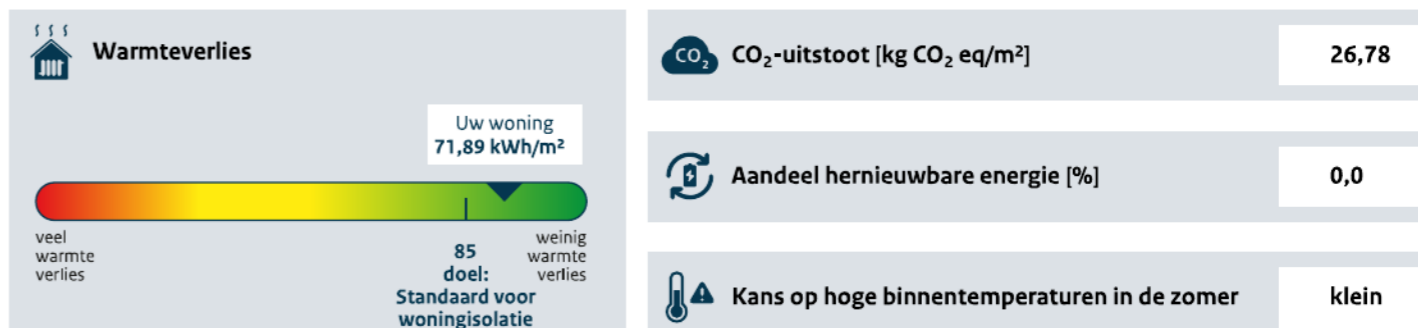 Warmteverlies
Uw woning
71,89 kWh/m²
veel
warmte
verlies
85
doel:
Standaard voor
woningisolatie
weinig
warmte
verlies
CO₂
CO₂-uitstoot [kg CO₂ eq/m²]
26,78
Aandeel hernieuwbare energie [%]
0,0
Kans op hoge binnentemperaturen in de zomer
klein